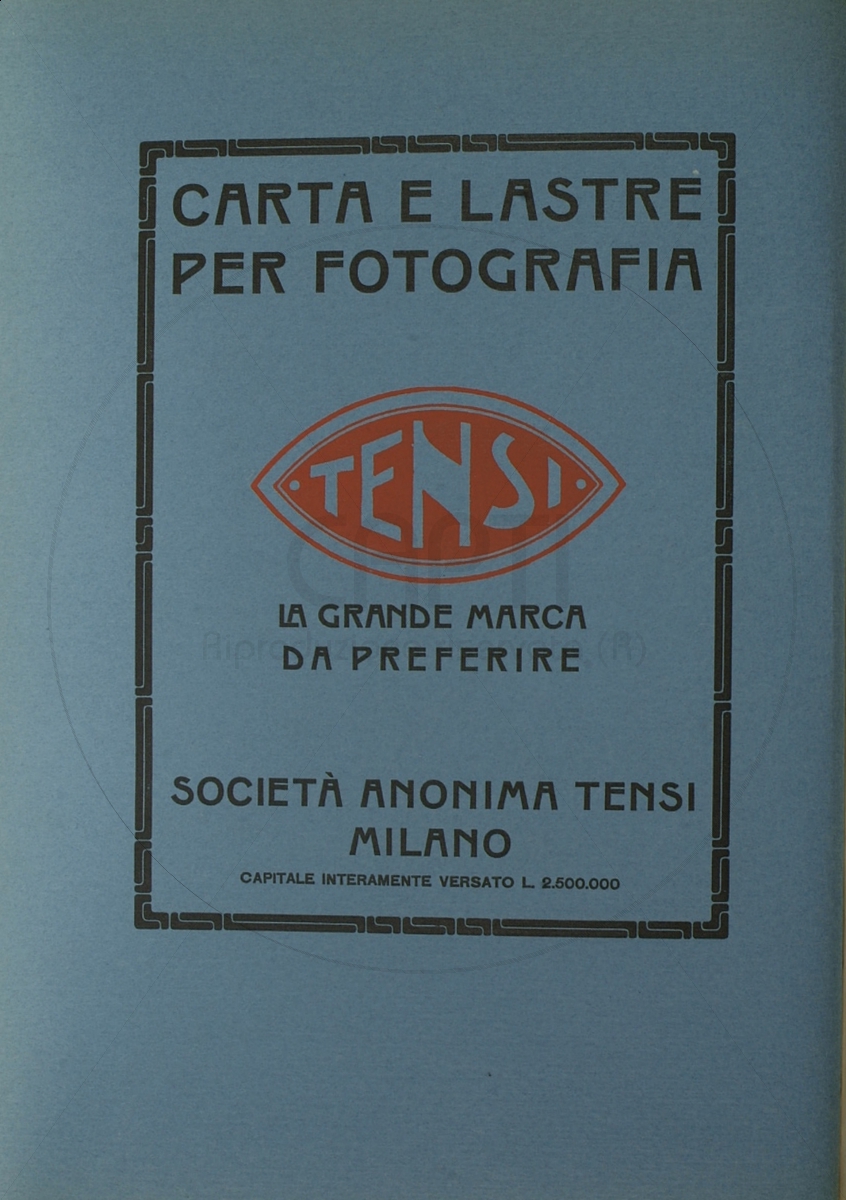 CARTA E LASTRE
PER FOTOGRAFIA
TENSI
LA GRANDE MARCA
DA PREFERIRE
SOCIETÀ ANONIMA TENSI
MILANO
CAPITALE INTERAMENTE VERSATO L. 2.500.000